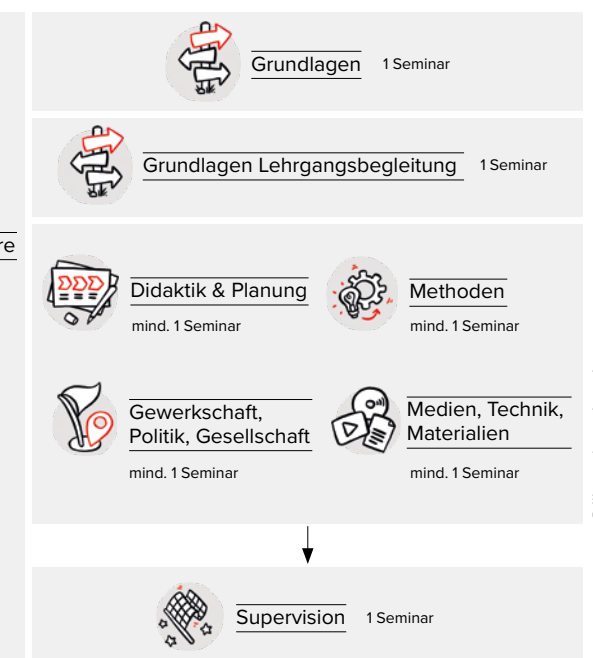 Grundlagen 1 Seminar
Grundlagen Lehrgangsbegleitung 1 Seminar
re
Didaktik & Planung
mind. 1 Seminar
Methoden
mind. 1 Seminar
Gewerkschaft,
Politik, Gesellschaft
mind. 1 Seminar
Medien, Technik,
Materialien
mind. 1 Seminar
Supervision 1 Seminar